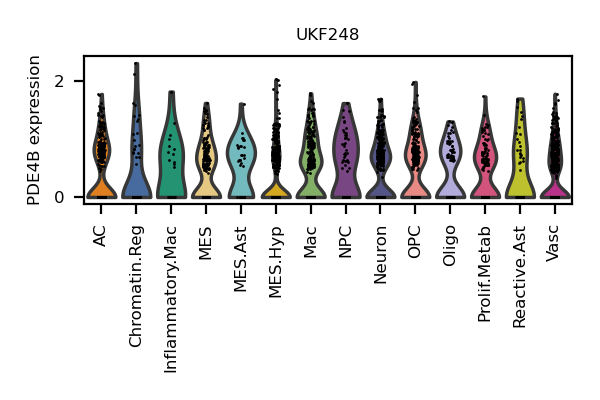 UKF248
PDE4B expression
2
0
AC
Chromatin.Reg
Inflammatory.Mac
MES
MES.Ast
MES.Hyp
Mac
NPC
Neuron
OPC
Oligo
Prolif.Metab
Reactive.Ast
Vasc